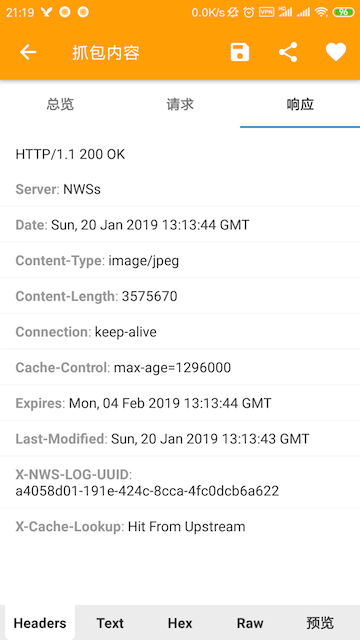 21:19 0.0K/s VPN 96
抓包内容
总览 请求 响应
HTTP/1.1 200 OK
Server: NWSs
Date: Sun, 20 Jan 2019 13:13:44 GMT
Content-Type: image/jpeg
Content-Length: 3575670
Connection: keep-alive
Cache-Control: max-age=1296000
Expires: Mon, 04 Feb 2019 13:13:44 GMT
Last-Modified: Sun, 20 Jan 2019 13:13:43 GMT
X-NWS-LOG-UUID:
a4058d01-191e-424c-8cca-4fc0dcb6a622
X-Cache-Lookup: Hit From Upstream
Headers Text Hex Raw 预览